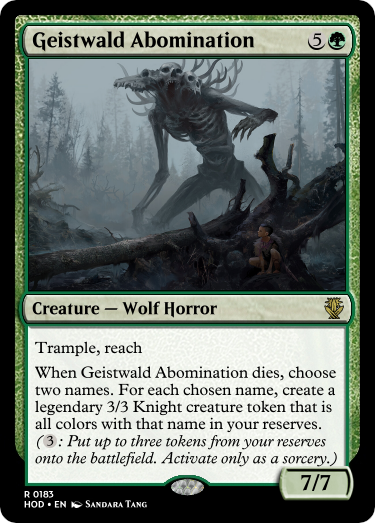 Geistwald Abomination 5
Creature — Wolf Horror
Trample, reach
When Geistwald Abomination dies, choose
two names. For each chosen name, create a
legendary 3/3 Knight creature token that is
all colors with that name in your reserves.
(3: Put up to three tokens from your reserves
onto the battlefield. Activate only as a sorcery.)
7/7
R 0183
HOD • EN Sandara Tang